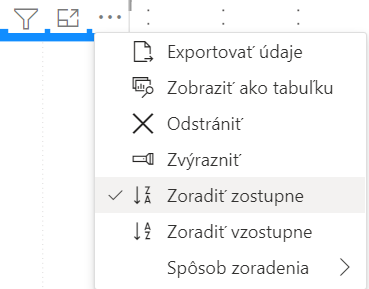 Exportovať údaje
Zobraziť ako tabuľku
Odstrániť
Zvýrazniť
Zoradiť zostupne
Zoradiť vzostupne
Spôsob zoradenia